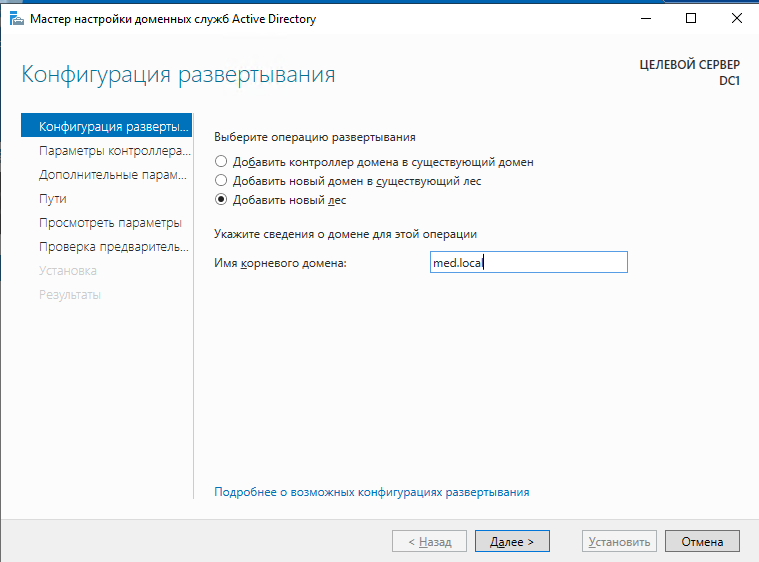 Мастер настройки доменных служб Active Directory
Конфигурация развертывания
ЦЕЛЕВОЙ СЕРВЕР
DC1
Конфигурация разверты...
Параметры контроллера...
Дополнительные парам...
Пути
Просмотреть параметры
Проверка предваритель...
Установка
Результаты
Выберите операцию развертывания
Добавить контроллер домена в существующий домен
Добавить новый домен в существующий лес
Добавить новый лес
Укажите сведения о домене для этой операции
Имя корневого домена:
med.local
Подробнее о возможных конфигурациях развертывания
< Назад
Далее >
Установить
Отмена